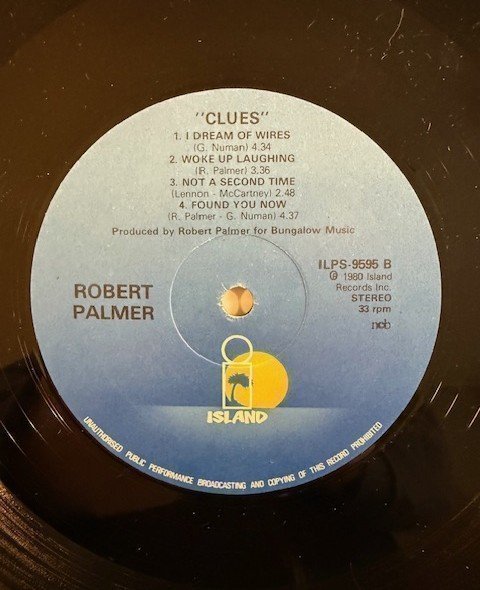 "CLUES"
1. I DREAM OF WIRES
(G. Numan) 4.34
2. WOKE UP LAUGHING
(R. Palmer) 3.36
3. NOT A SECOND TIME
(Lennon - McCartney) 2.48
4. FOUND YOU NOW
(R. Palmer - G. Numan) 4.37
Produced by Robert Palmer for Bungalow Music
ILPS-9595 B
℗ 1980 Island
Records Inc.
STEREO
33 rpm
ncb
ROBERT
PALMER
ISLAND
UNAUTHORISED PUBLIC PERFORMANCE BROADCASTING AND COPYING OF THIS RECORD PROHIBITED